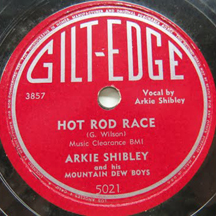 GILT-EDGE
3857
Vocal by
Arkie Shibley
HOT ROD RACE
(G. Wilson)
Music Clearance BMI
ARKIE SHIBLEY
and his
MOUNTAIN DEW BOYS
5021